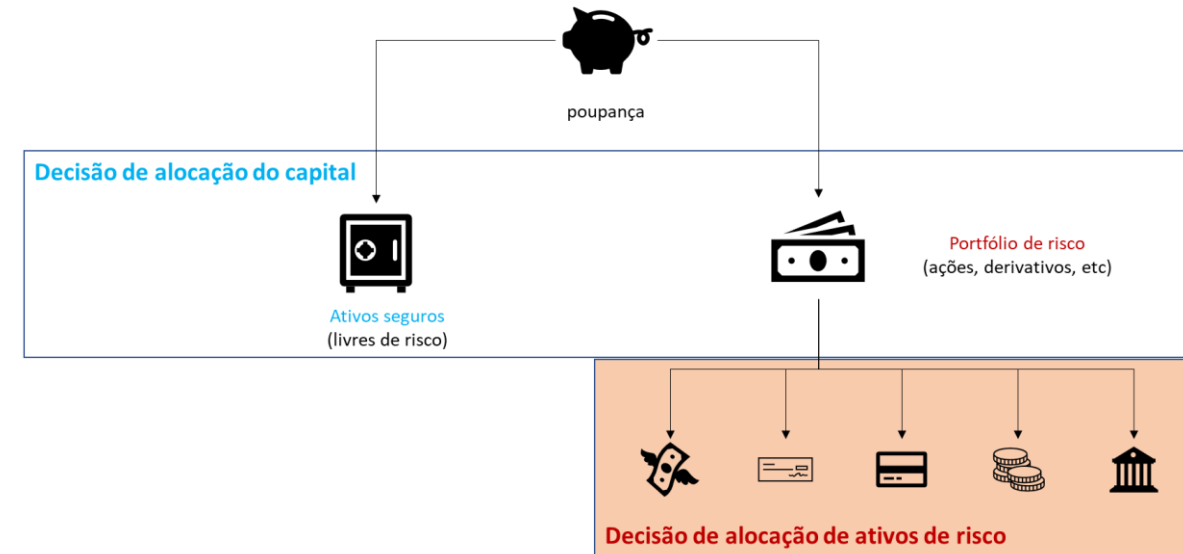 poupança
Decisão de alocação do capital
Ativos seguros
(livres de risco)
Portfólio de risco
(ações, derivativos, etc)
Decisão de alocação de ativos de risco